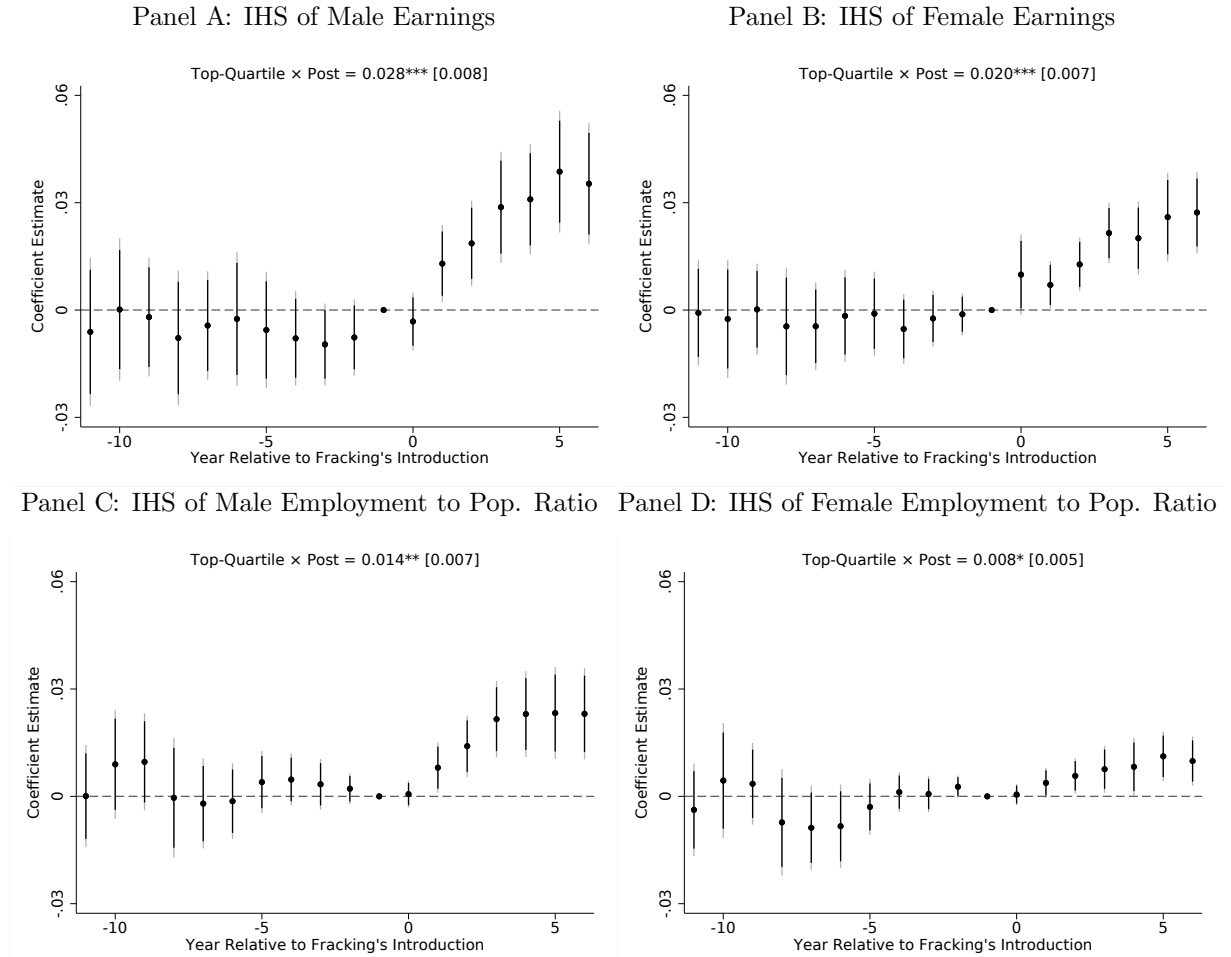 Panel A: IHS of Male Earnings
Top-Quartile × Post = 0.028*** [0.008]
Coefficient Estimate
.06
.03
0
-.03
-10
-5
0
5
Year Relative to Fracking's Introduction
Panel B: IHS of Female Earnings
Top-Quartile × Post = 0.020*** [0.007]
Coefficient Estimate
.06
.03
0
-.03
-10
-5
0
5
Year Relative to Fracking's Introduction
Panel C: IHS of Male Employment to Pop. Ratio
Top-Quartile × Post = 0.014** [0.007]
Coefficient Estimate
.06
.03
0
-.03
-10
-5
0
5
Year Relative to Fracking's Introduction
Panel D: IHS of Female Employment to Pop. Ratio
Top-Quartile × Post = 0.008* [0.005]
Coefficient Estimate
.06
.03
0
-.03
-10
-5
0
5
Year Relative to Fracking's Introduction